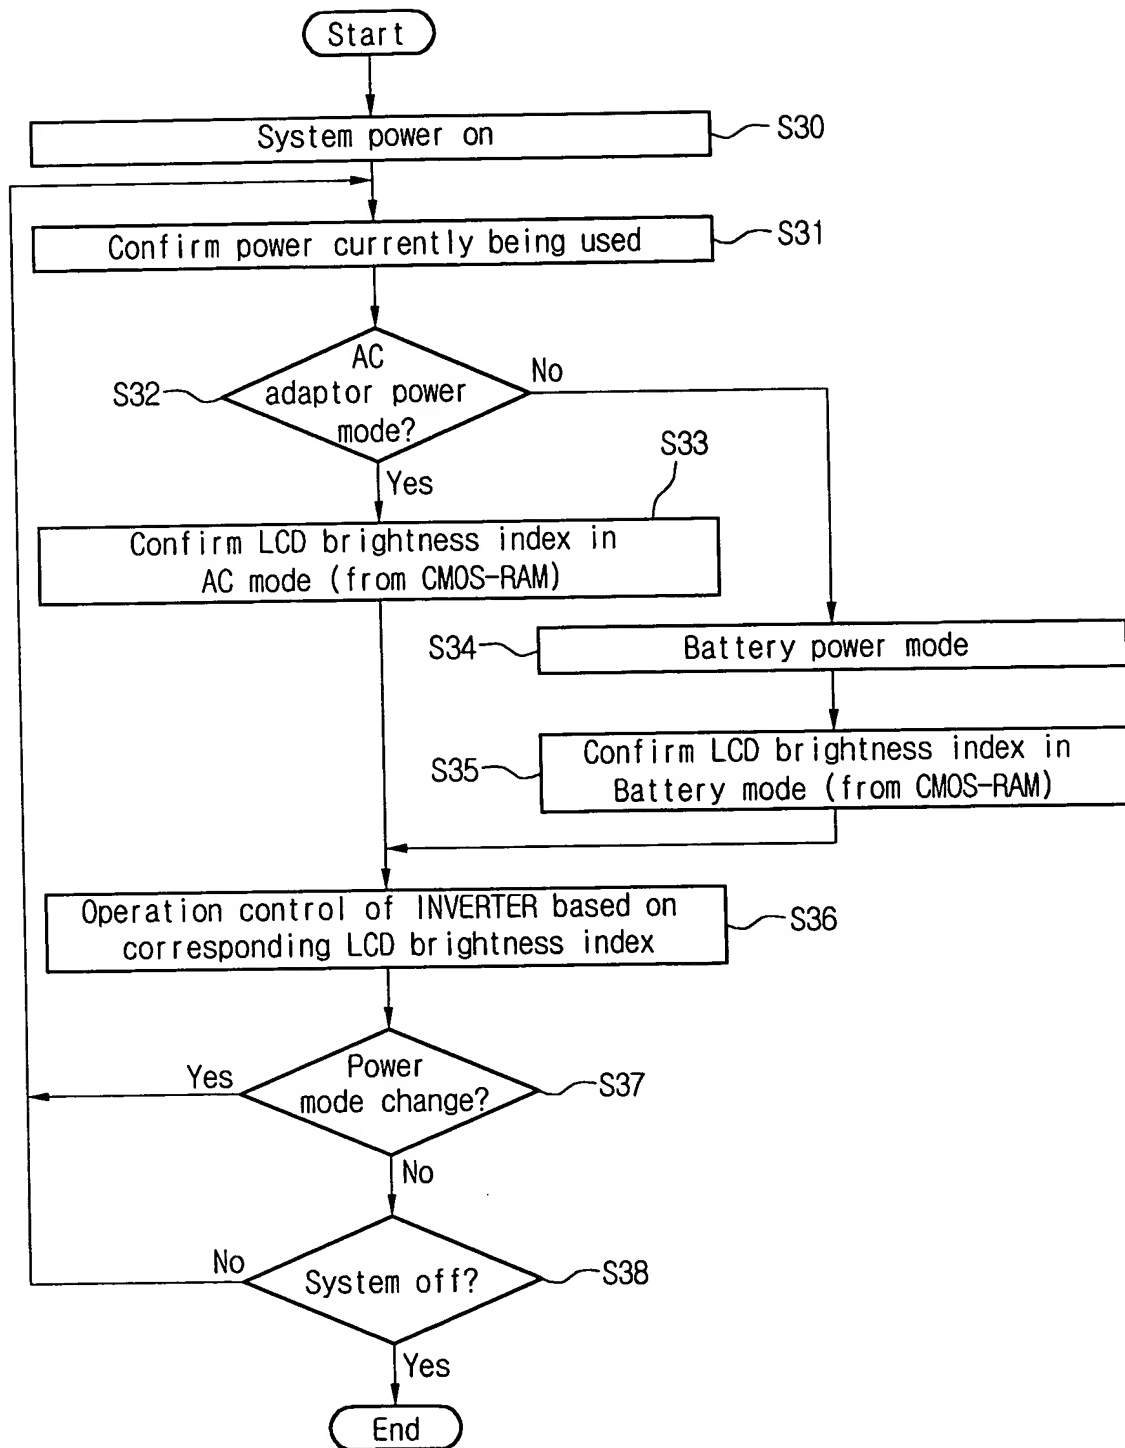 Start
System power on
S30
Confirm power currently being used
S31
AC
adaptor power
mode?
S32
No
Yes
S33
Confirm LCD brightness index in
AC mode (from CMOS-RAM)
S34
Battery power mode
S35
Confirm LCD brightness index in
Battery mode (from CMOS-RAM)
Operation control of INVERTER based on
corresponding LCD brightness index
S36
Power
mode change?
Yes
S37
No
No
System off?
S38
Yes
End